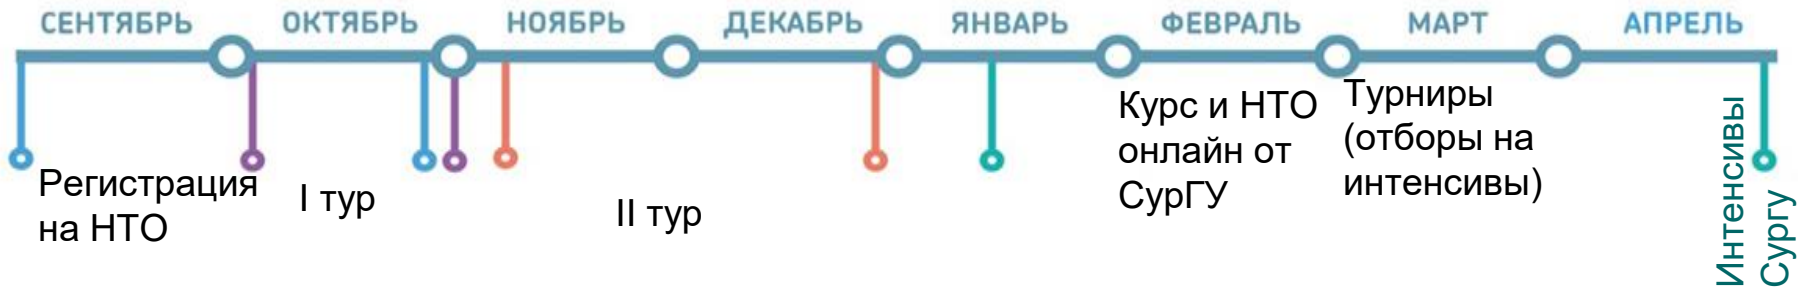 СЕНТЯБРЬ ОКТЯБРЬ НОЯБРЬ ДЕКАБРЬ ЯНВАРЬ ФЕВРАЛЬ МАРТ АПРЕЛЬ
Регистрация
на НТО
I тур
II тур
Курс и НТО
онлайн от
СурГУ
Турниры
(отборы на
интенсивы)
Интенсивы
Сургу